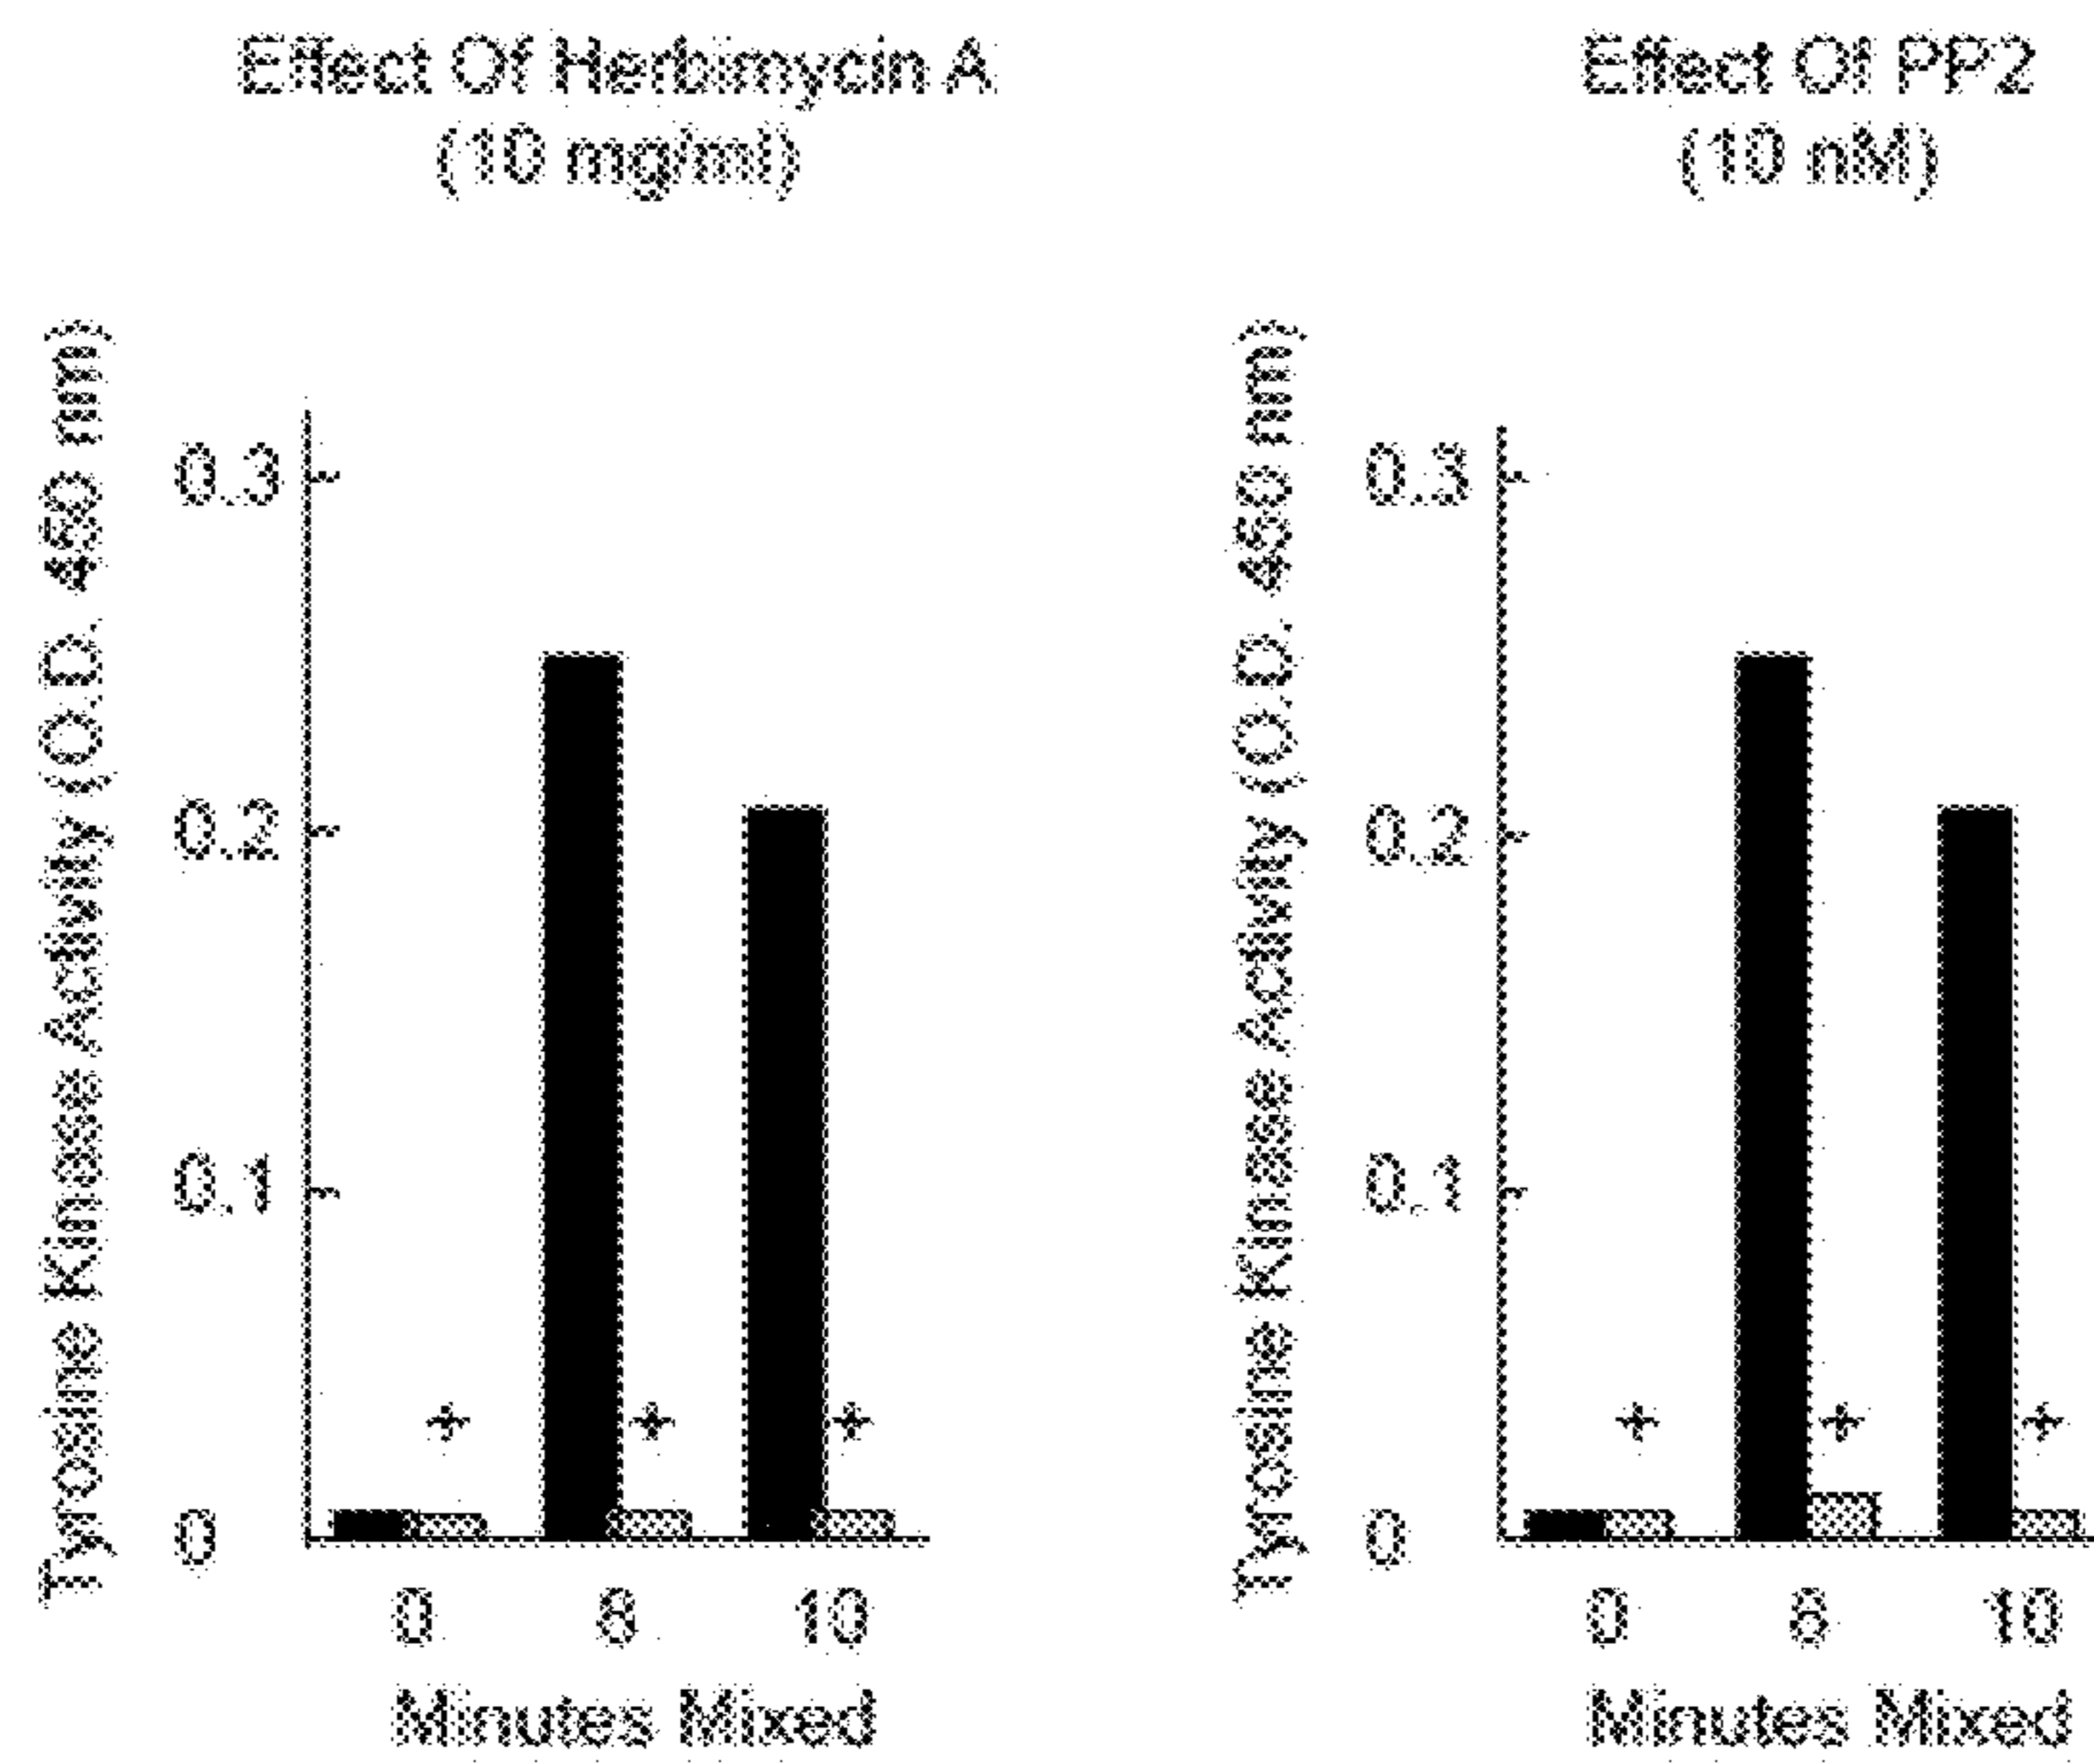 Effect Of Herbimycin A
(10 mg/ml)
Tyrosine Kinase Activity (O.D. 450 nm)
0.3
0.2
0.1
0
+ + +
0 8 10
Minutes Mixed
Effect Of PP2
(10 nM)
Tyrosine Kinase Activity (O.D. 450 nm)
0.3
0.2
0.1
0
+ + +
0 10
Minutes Mixed